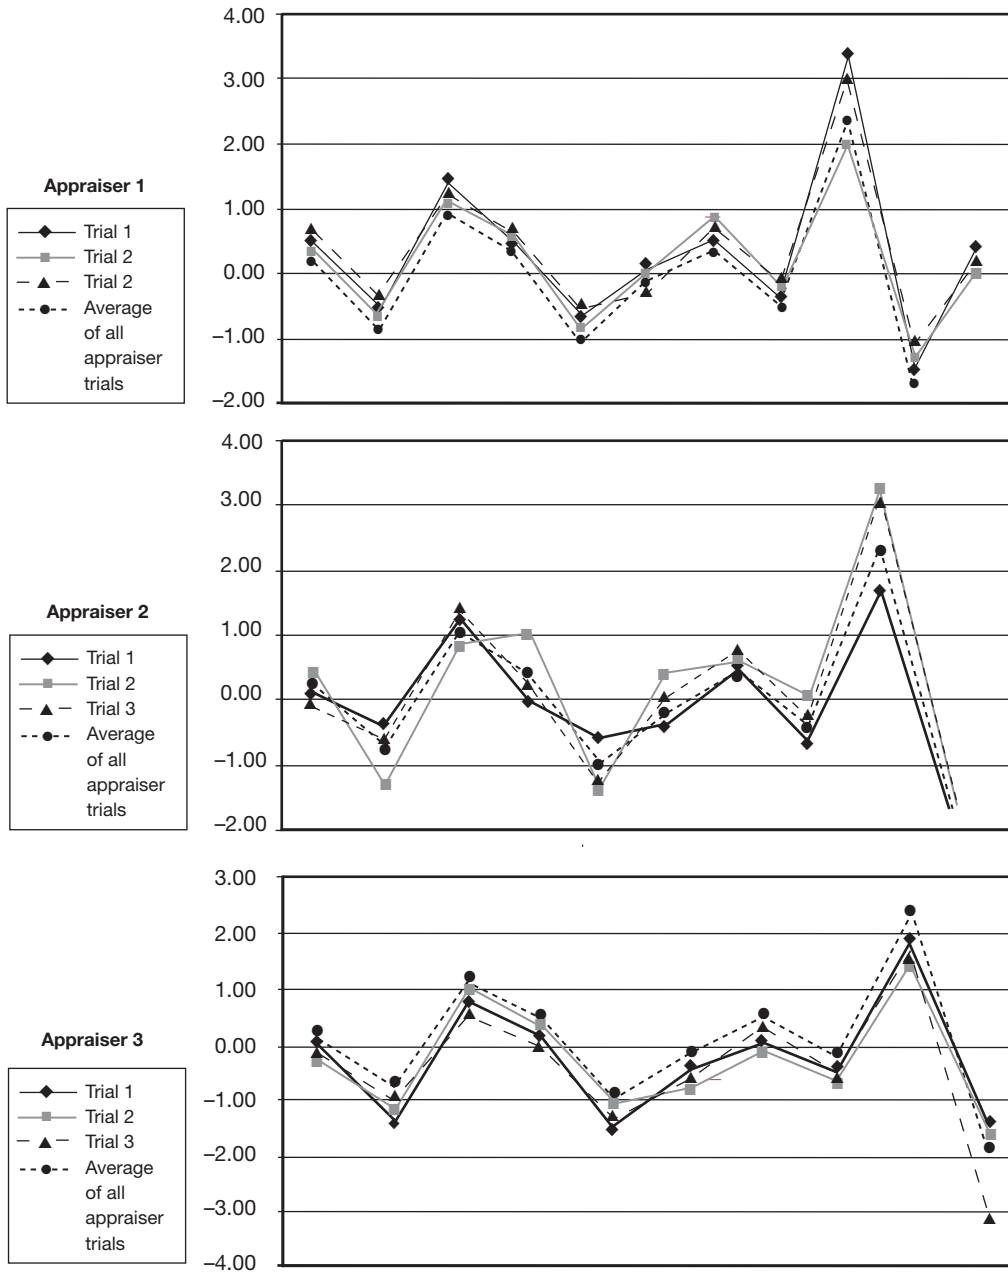 4.00
3.00
2.00
1.00
0.00
−1.00
−2.00
Appraiser 1
Trial 1
Trial 2
Trial 2
Average
of all
appraiser
trials
4.00
3.00
2.00
1.00
0.00
−1.00
−2.00
Appraiser 2
Trial 1
Trial 2
Trial 3
Average
of all
appraiser
trials
3.00
2.00
1.00
0.00
−1.00
−2.00
−3.00
−4.00
Appraiser 3
Trial 1
Trial 2
Trial 3
Average
of all
appraiser
trials